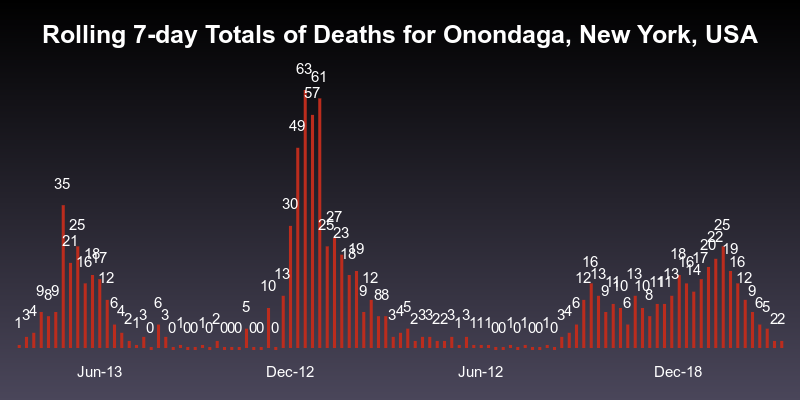 Rolling 7-day Totals of Deaths for Onondaga, New York, USA
1 3 4 9 8 9 35 21 25 16 18 17 12 6 4 2 1 3 0 6 3 0 1 0 0 1 0 2 0 0 0 5 0 0 10 0 13 30 49 63 57 61 25 27 23 18 19 9 12 8 8 3 4 5 2 3 3 2 2 3 1 3 1 1 1 0 0 1 0 1 0 0 1 0 3 4 6 12 16 13 9 11 10 6 13 10 8 11 11 13 18 16 14 17 20 22 25 19 16 12 9 6 5 2 2
Jun-13 Dec-12 Jun-12 Dec-18